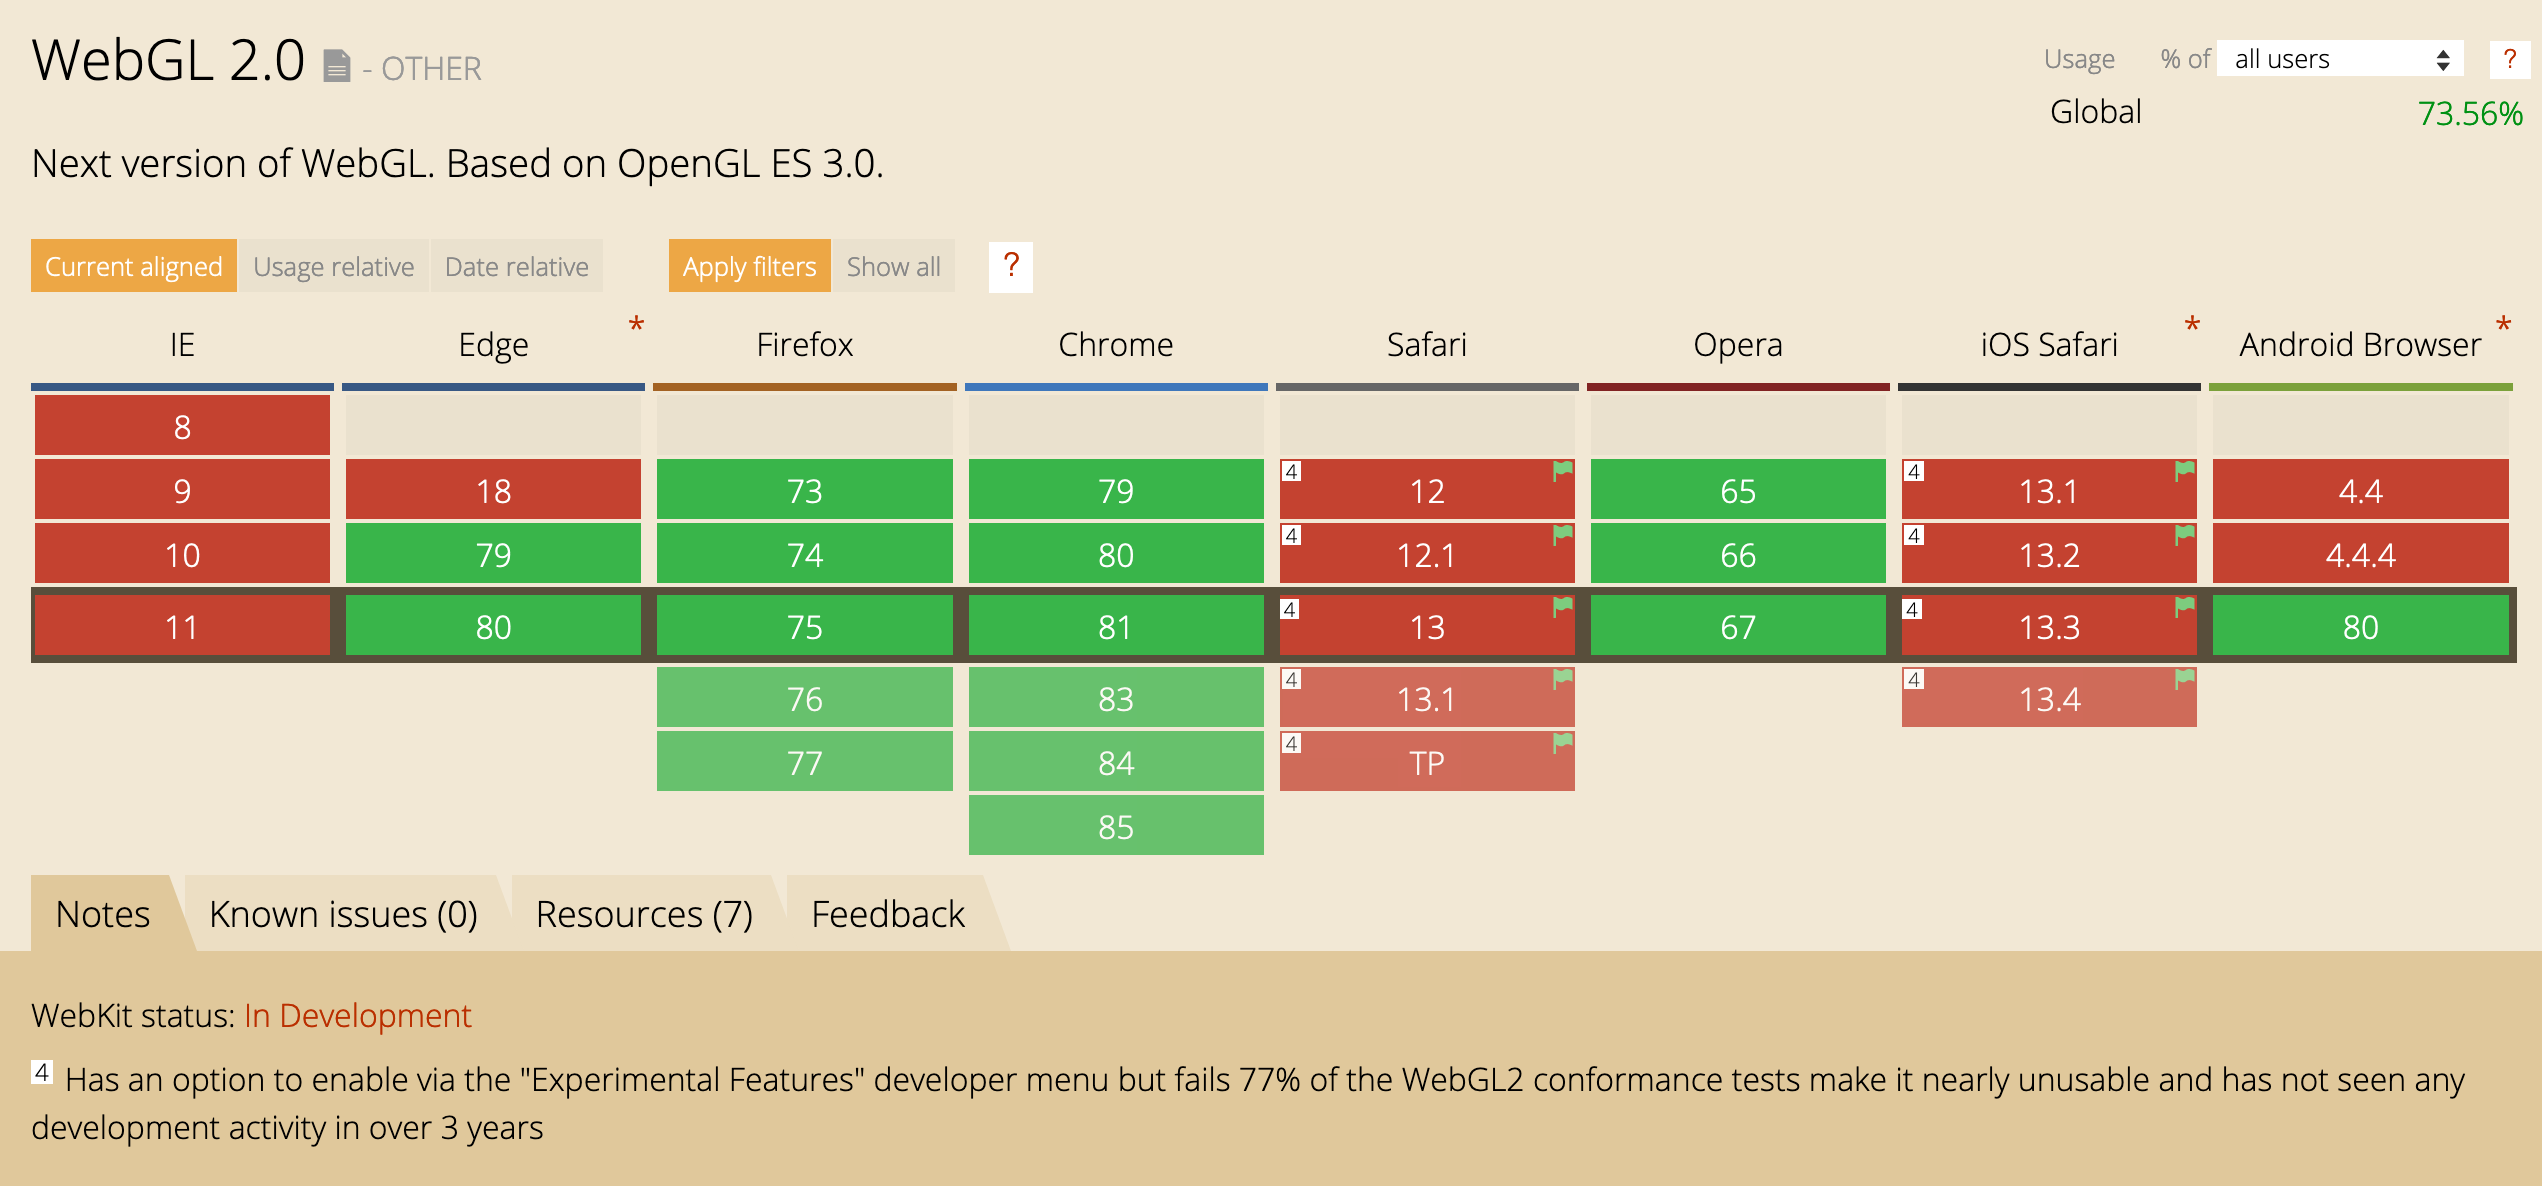 WebGL 2.0 - OTHER
Usage % of all users ?
Global 73.56%
Next version of WebGL. Based on OpenGL ES 3.0.
Current aligned Usage relative Date relative Apply filters Show all ?
IE Edge * Firefox Chrome Safari Opera iOS Safari * Android Browser *
8
9 18 73 79 4 12 65 4 13.1 4.4
10 79 74 80 4 12.1 66 4 13.2 4.4.4
11 80 75 81 4 13 67 4 13.3 80
76 83 4 13.1 4 13.4
77 84 4 TP
85
Notes Known issues (0) Resources (7) Feedback
WebKit status: In Development
4 Has an option to enable via the "Experimental Features" developer menu but fails 77% of the WebGL2 conformance tests make it nearly unusable and has not seen any
development activity in over 3 years